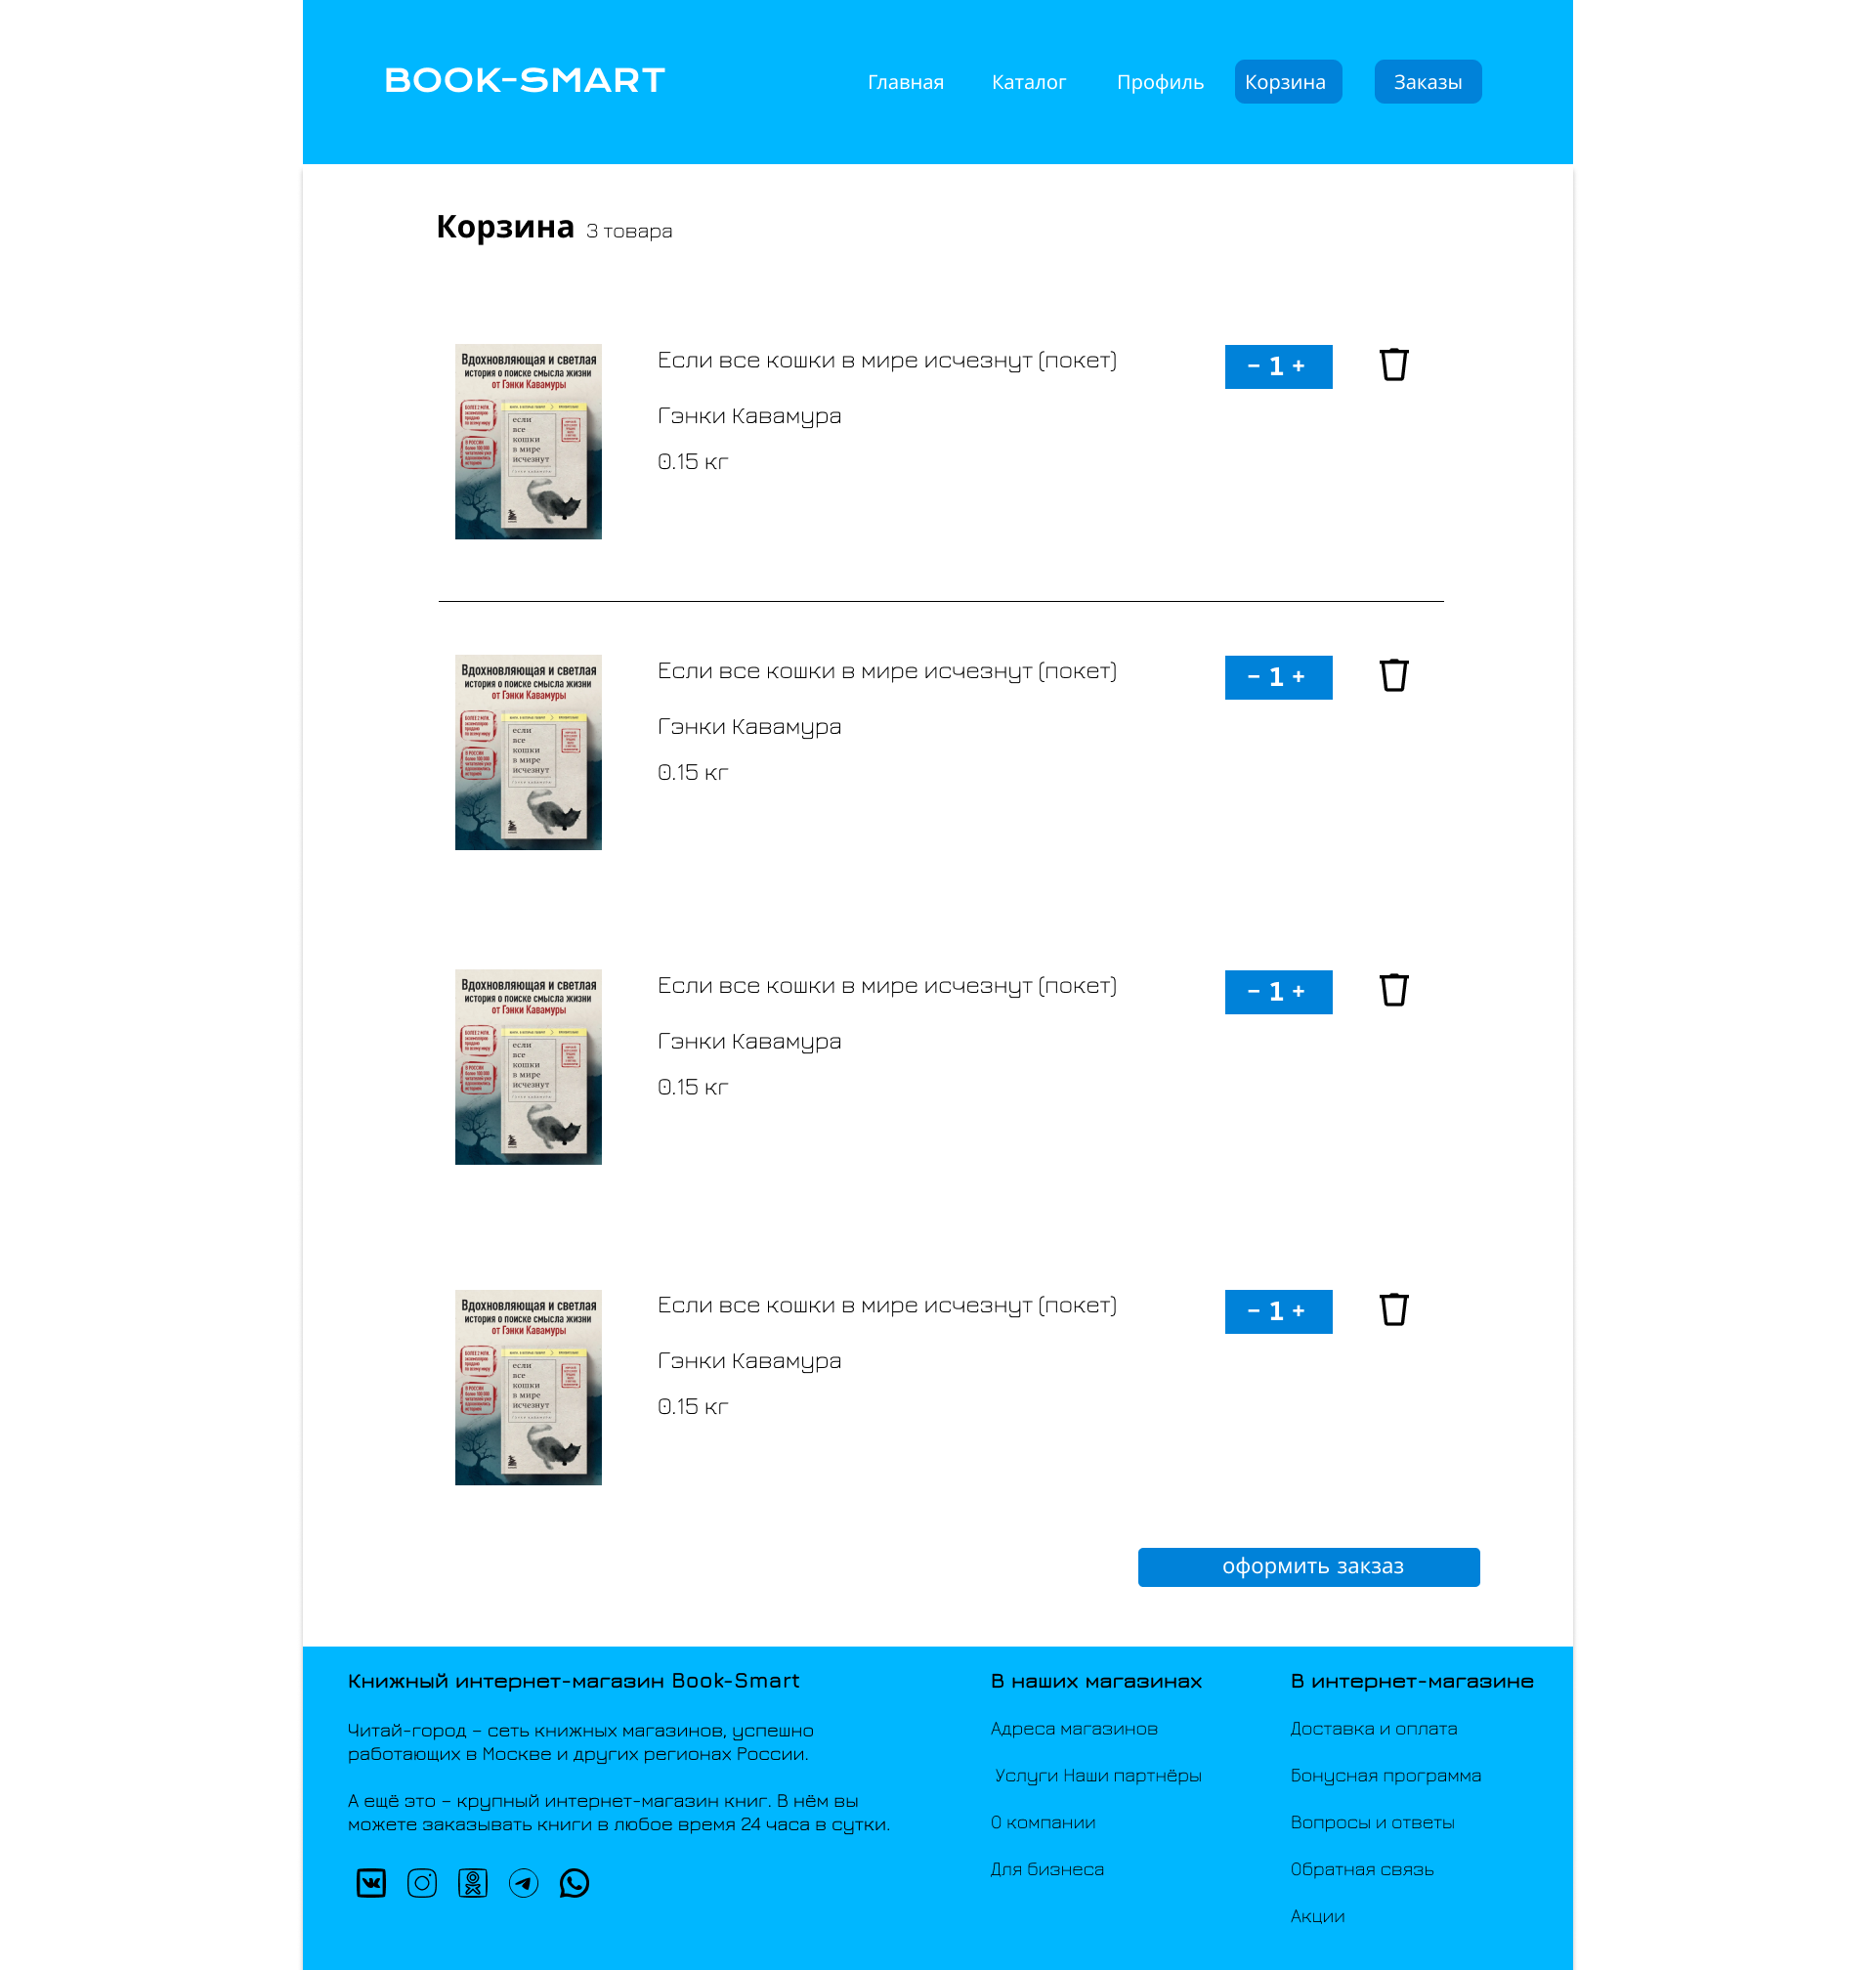 BOOK-SMART
Главная Каталог Профиль Корзина Заказы
Корзина 3 товара
Вдохновляющая и светлая
история о поиске смысла жизни
от Гэнки Кавамуры
если
все
кошки
в мире
исчезнут
Если все кошки в мире исчезнут (покет)
- 1 +
Гэнки Кавамура
0.15 кг
Вдохновляющая и светлая
история о поиске смысла жизни
от Гэнки Кавамуры
если
все
кошки
в мире
исчезнут
Если все кошки в мире исчезнут (покет)
- 1 +
Гэнки Кавамура
0.15 кг
Вдохновляющая и светлая
история о поиске смысла жизни
от Гэнки Кавамуры
если
все
кошки
в мире
исчезнут
Если все кошки в мире исчезнут (покет)
- 1 +
Гэнки Кавамура
0.15 кг
Вдохновляющая и светлая
история о поиске смысла жизни
от Гэнки Кавамуры
если
все
кошки
в мире
исчезнут
Если все кошки в мире исчезнут (покет)
- 1 +
Гэнки Кавамура
0.15 кг
оформить закзаз
Книжный интернет-магазин Book-Smart
Читай-город – сеть книжных магазинов, успешно
работающих в Москве и других регионах России.
А ещё это – крупный интернет-магазин книг. В нём вы
можете заказывать книги в любое время 24 часа в сутки.
В наших магазинах
Адреса магазинов
Услуги Наши партнёры
О компании
Для бизнеса
В интернет-магазине
Доставка и оплата
Бонусная программа
Вопросы и ответы
Обратная связь
Акции